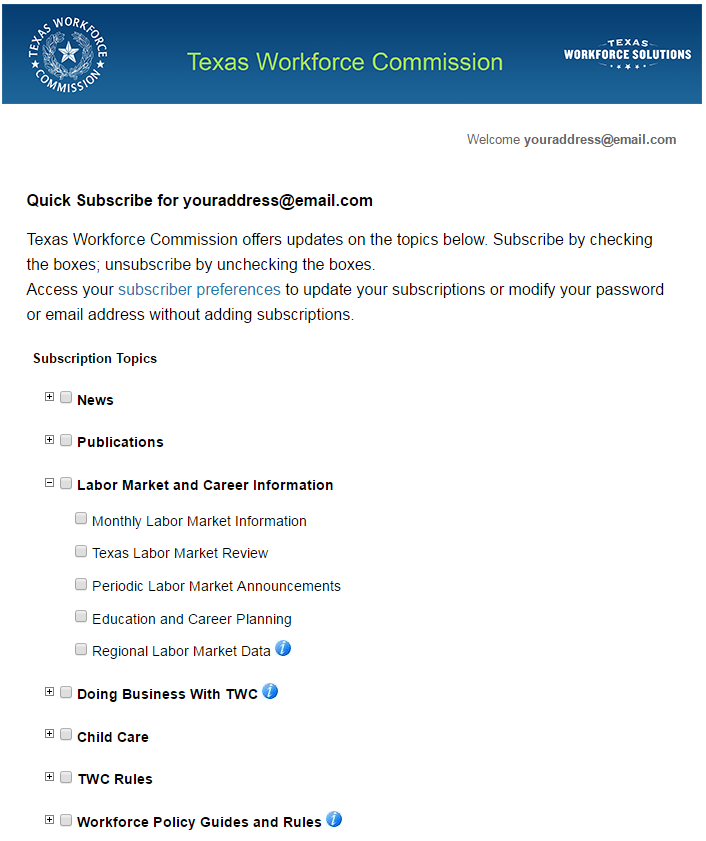 TEXAS WORKFORCE
COMMISSION
Texas Workforce Commission
TEXAS
WORKFORCE SOLUTIONS
Welcome youraddress@email.com
Quick Subscribe for youraddress@email.com
Texas Workforce Commission offers updates on the topics below. Subscribe by checking
the boxes; unsubscribe by unchecking the boxes.
Access your subscriber preferences to update your subscriptions or modify your password
or email address without adding subscriptions.
Subscription Topics
News
Publications
Labor Market and Career Information
Monthly Labor Market Information
Texas Labor Market Review
Periodic Labor Market Announcements
Education and Career Planning
Regional Labor Market Data
Doing Business With TWC
Child Care
TWC Rules
Workforce Policy Guides and Rules